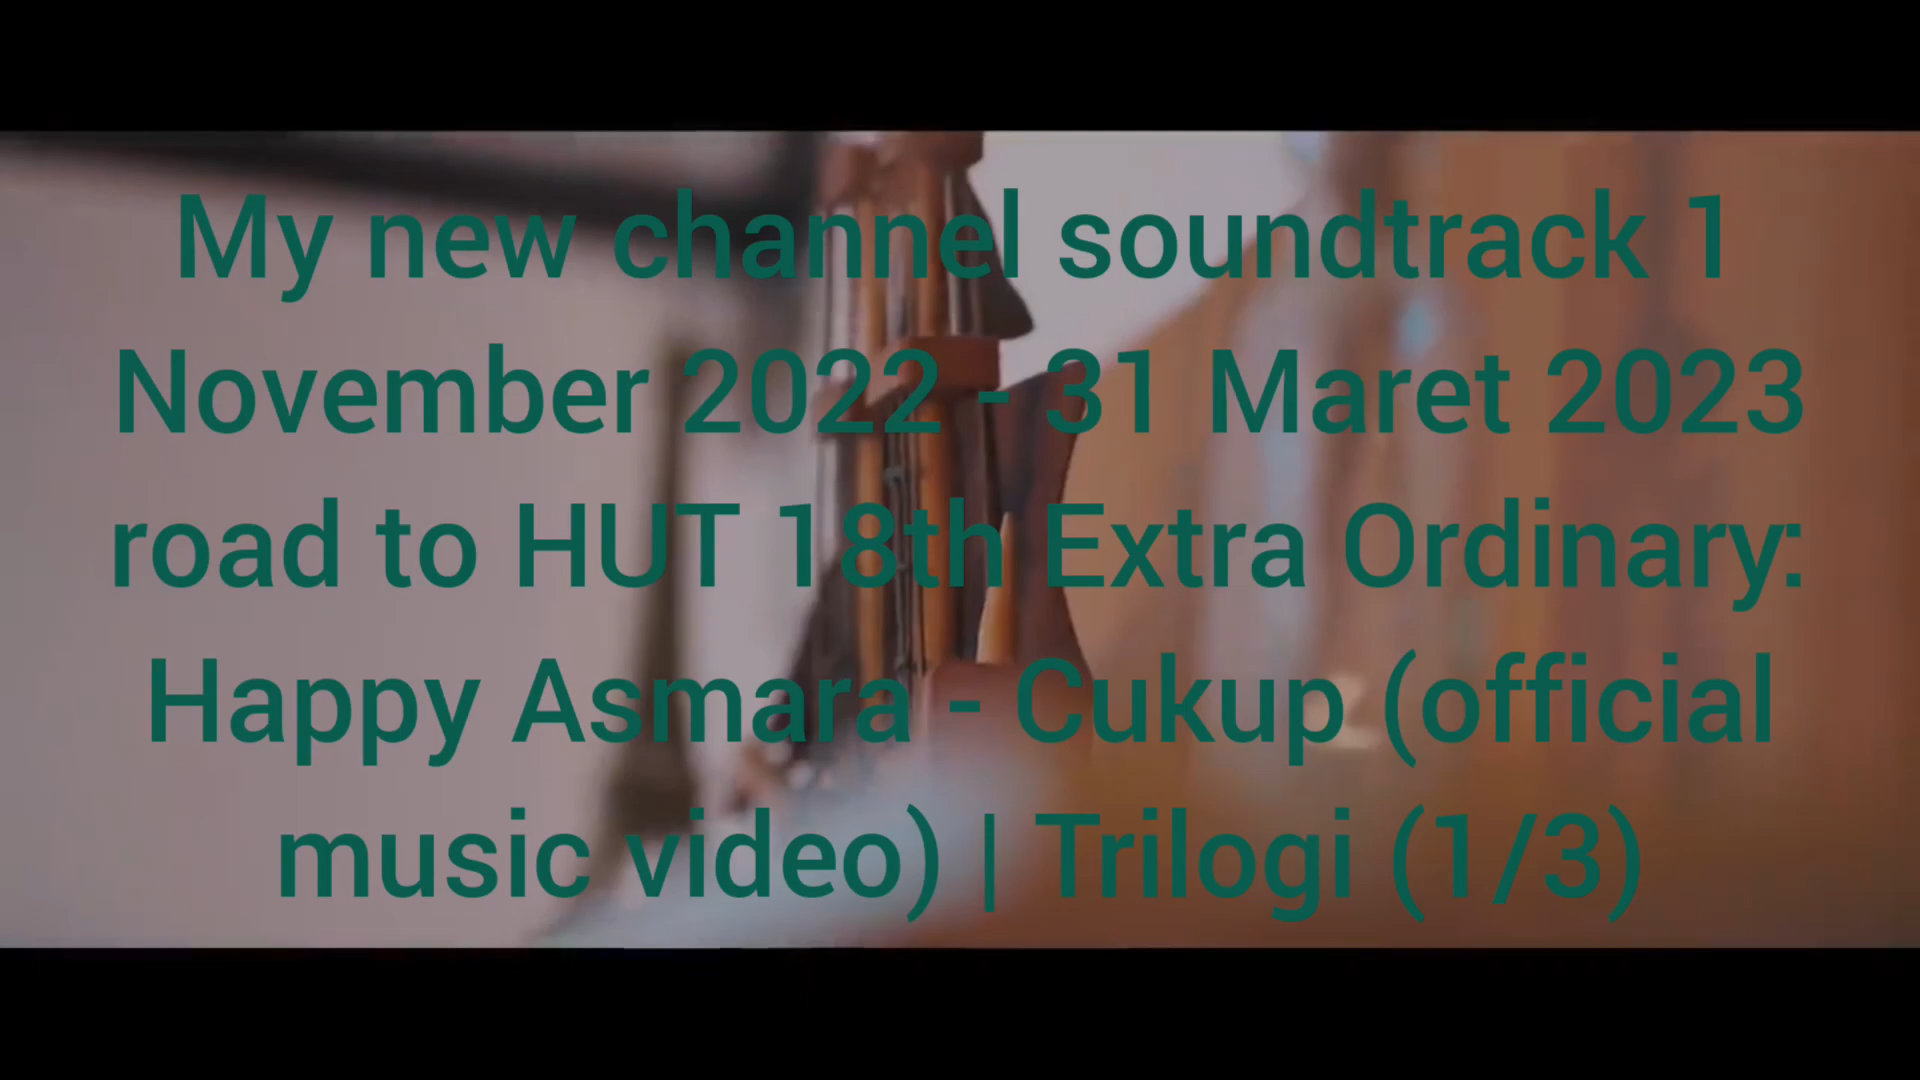 My new channel soundtrack 1
November 2022 - 31 Maret 2023
road to HUT 18th Extra Ordinary:
Happy Asmara - Cukup (official
music video) | Trilogi (1/3)